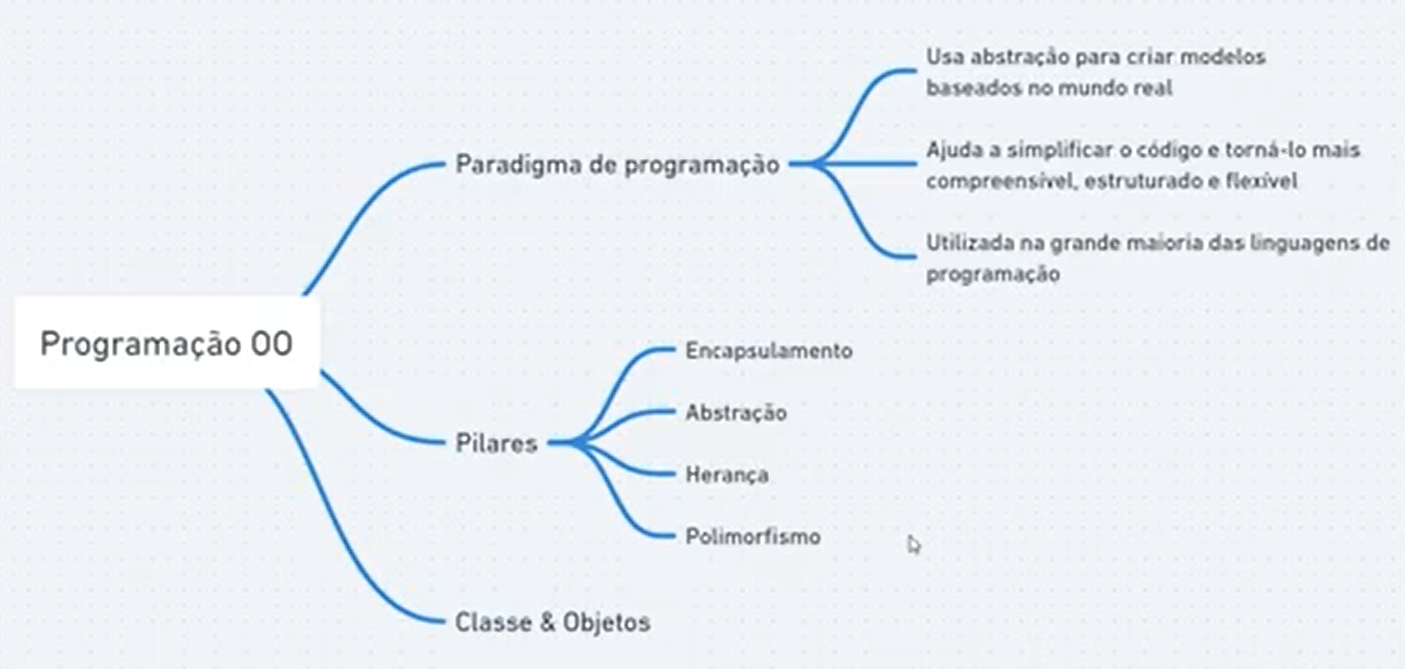 Programação OO
Paradigma de programação
Usa abstração para criar modelos
baseados no mundo real
Ajuda a simplificar o código e torná-lo mais
compreensível, estruturado e flexível
Utilizada na grande maioria das linguagens de
programação
Pilares
Encapsulamento
Abstração
Herança
Polimorfismo
Classe & Objetos